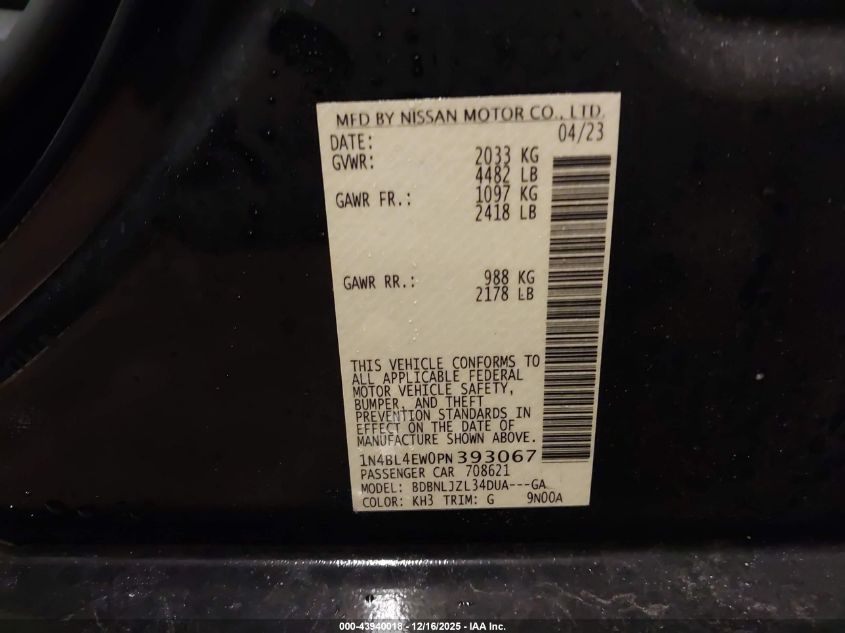 MFD BY NISSAN MOTOR CO., LTD.
DATE: 04/23
GVWR: 2033 KG
4482 LB
GAWR FR.: 1097 KG
2418 LB
GAWR RR.: 988 KG
2178 LB
THIS VEHICLE CONFORMS TO
ALL APPLICABLE FEDERAL
MOTOR VEHICLE SAFETY,
BUMPER, AND THEFT
PREVENTION STANDARDS IN
EFFECT ON THE DATE OF
MANUFACTURE SHOWN ABOVE.
1N4BL4EW0PN393067
PASSENGER CAR 708621
MODEL: BDBNLJZL34DUA---GA
COLOR: KH3 TRIM: G 9N00A
000-43940018 - 12/16/2025 - IAA Inc.